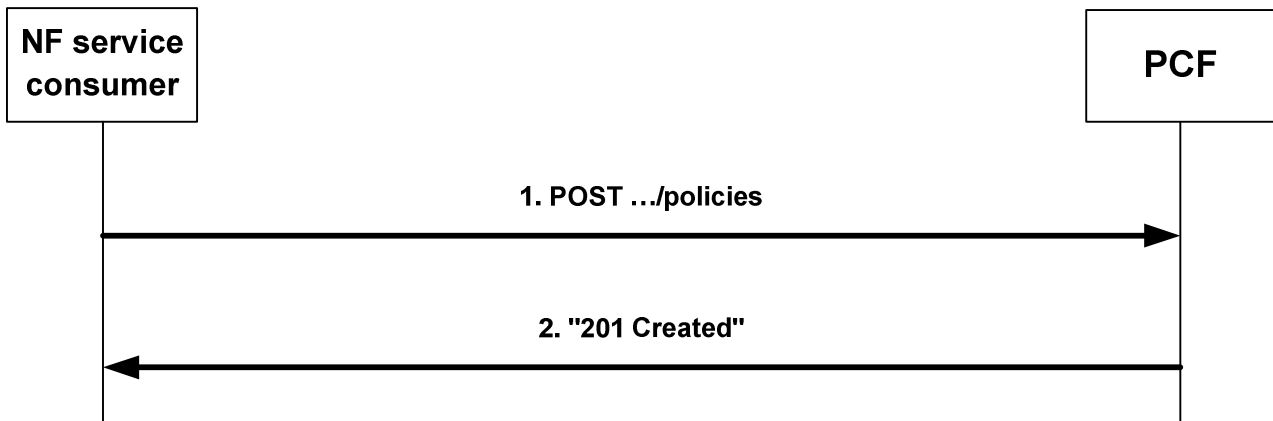 NF service
consumer
PCF
1. POST …/policies
2. "201 Created"